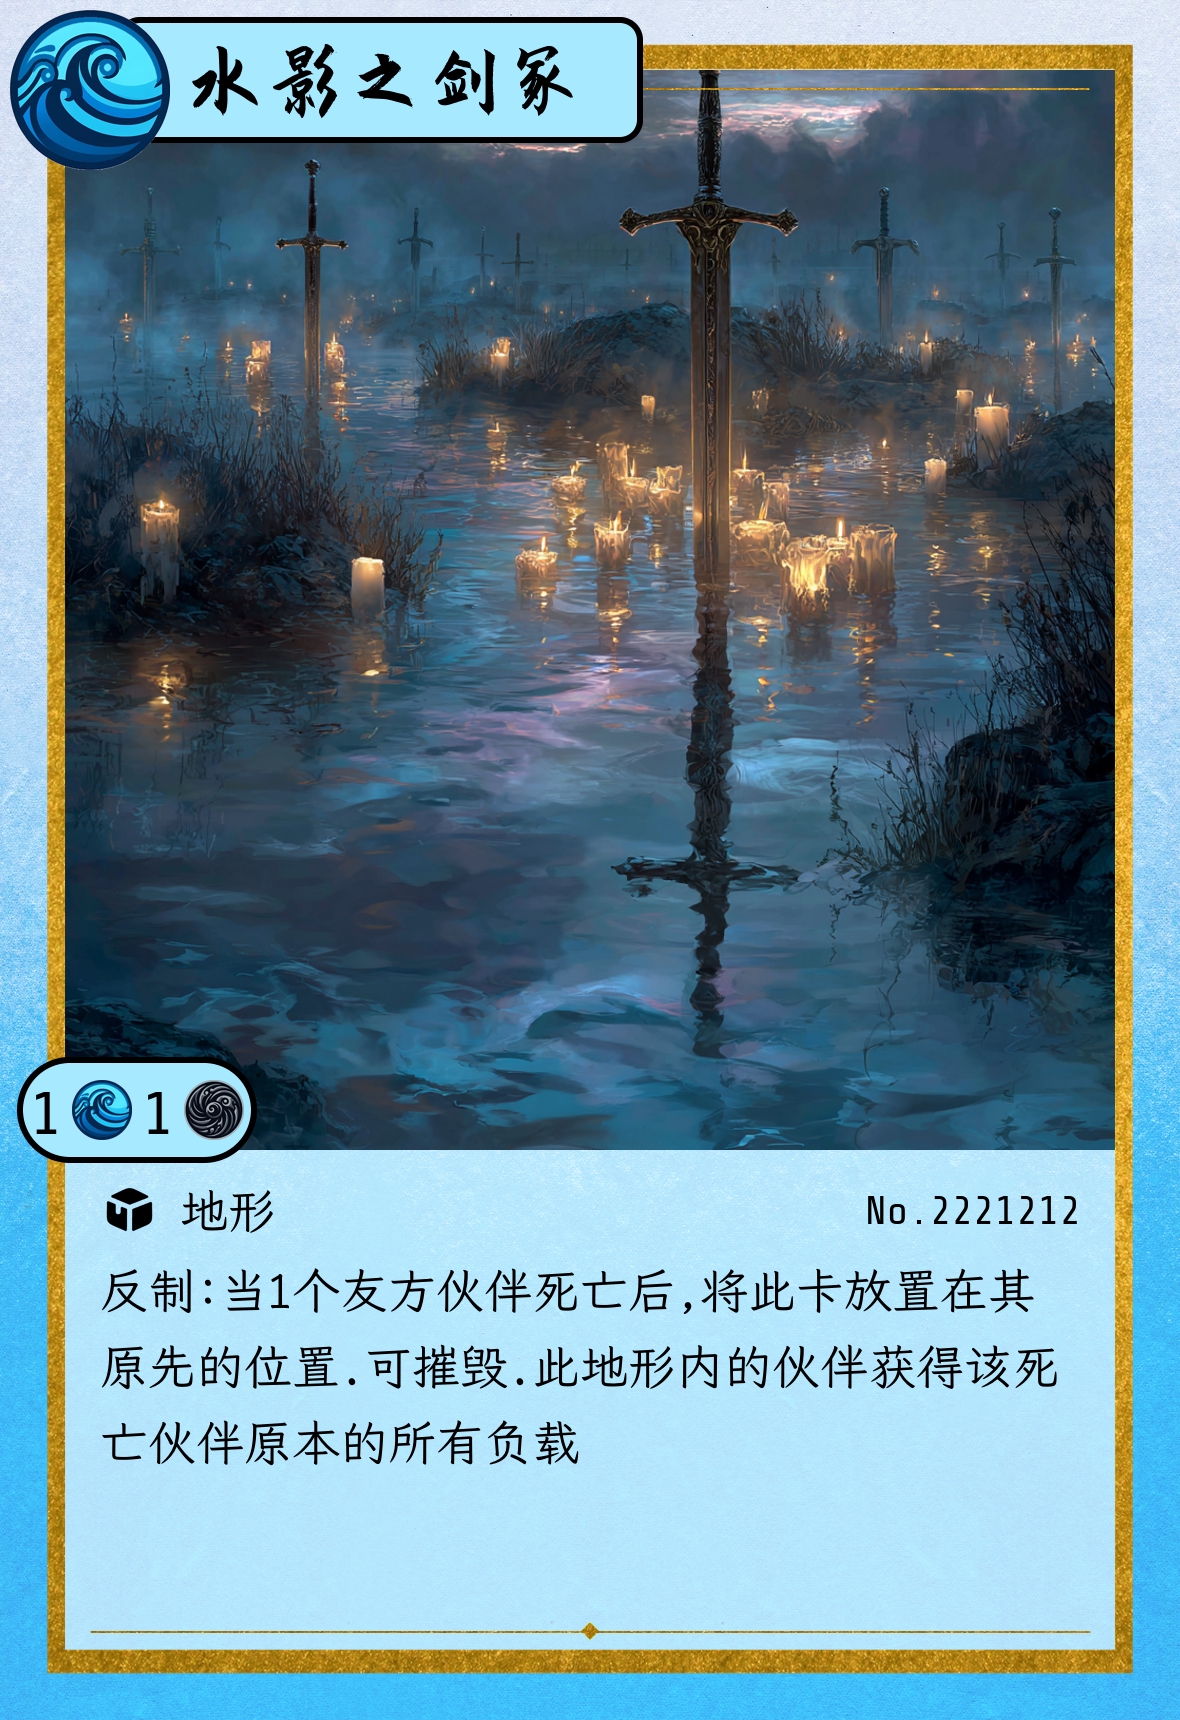 水影之剑冢
1 1
地形
No.2221212
反制:当1个友方伙伴死亡后,将此卡放置在其
原先的位置.可摧毁.此地形内的伙伴获得该死
亡伙伴原本的所有负载